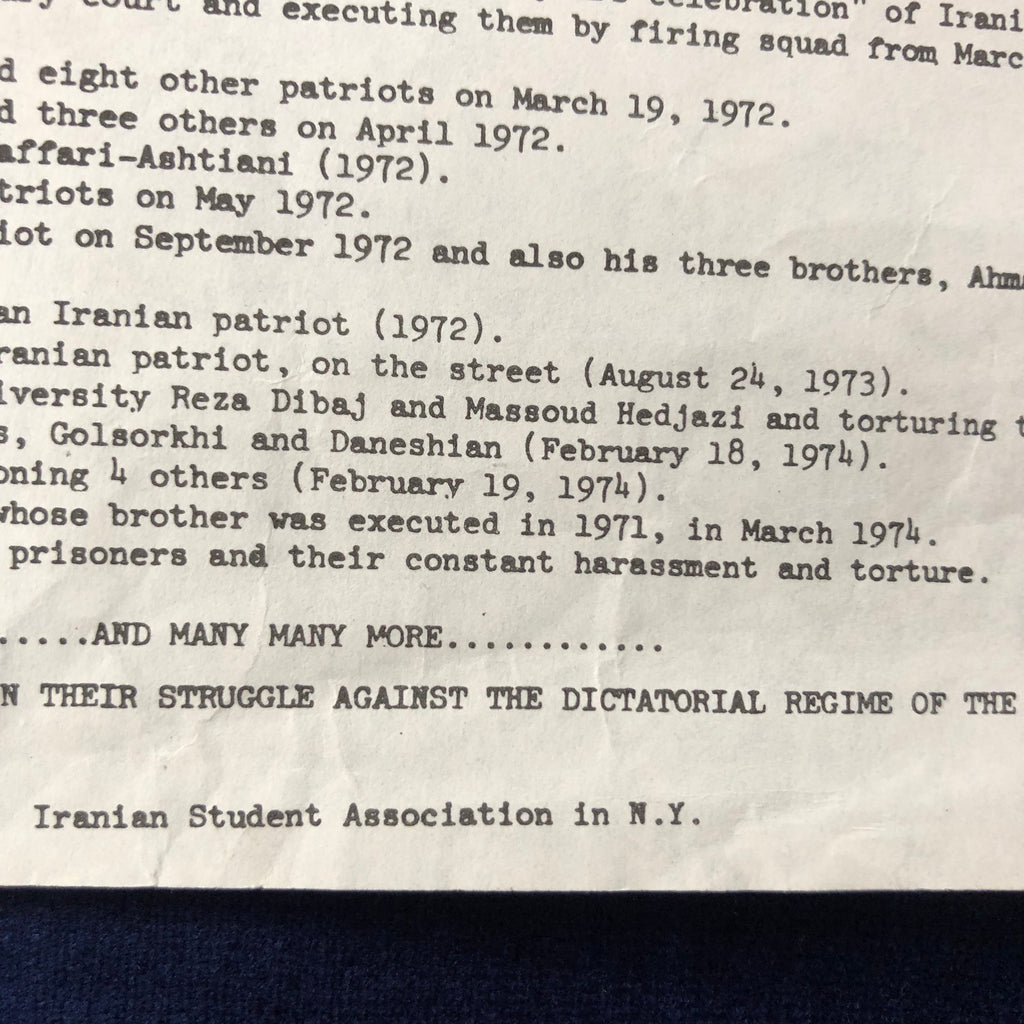 court and executing them by firing squad from Marc
d eight other patriots on March 19, 1972.
d three others on April 1972.
affari-Ashtiani (1972).
triots on May 1972.
iot on September 1972 and also his three brothers, Ahma
an Iranian patriot (1972).
ranian patriot, on the street (August 24, 1973).
iversity Reza Dibaj and Massoud Hedjazi and torturing t
s, Golsorkhi and Daneshian (February 18, 1974).
oning 4 others (February 19, 1974).
whose brother was executed in 1971, in March 1974.
prisoners and their constant harassment and torture.
.....AND MANY MANY MORE.............
N THEIR STRUGGLE AGAINST THE DICTATORIAL REGIME OF THE
Iranian Student Association in N.Y.